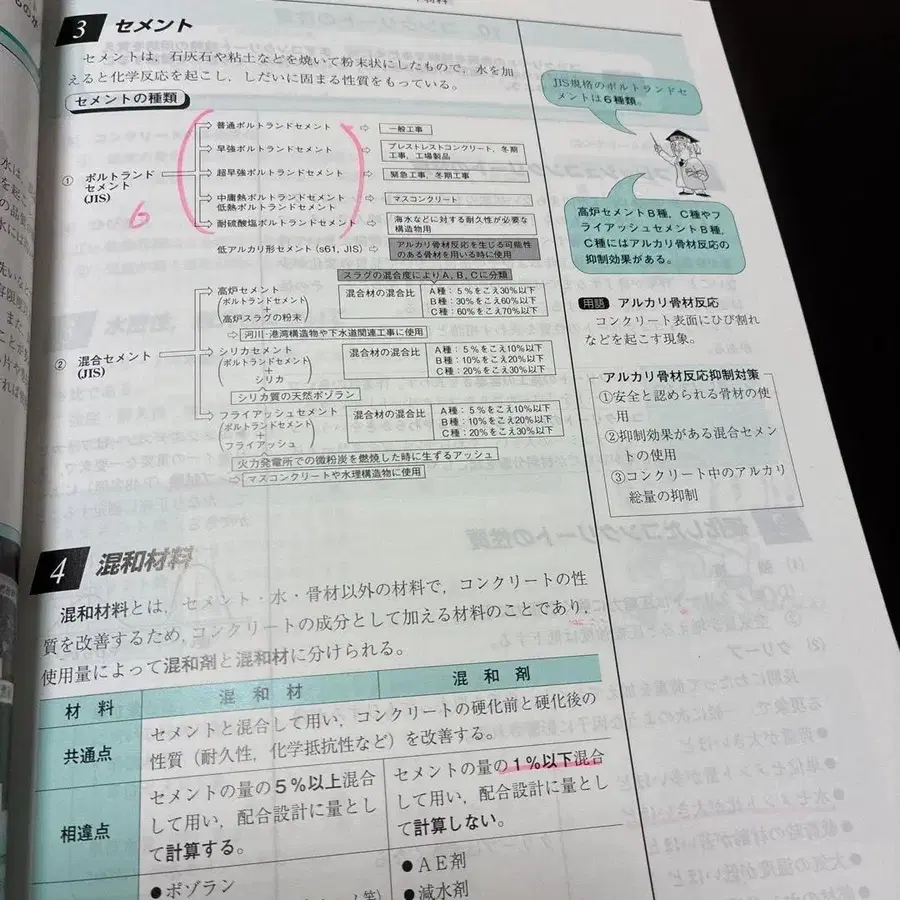 材料
3 セメント
セメントは，石灰石や粘土などを焼いて粉末状にしたもので，水を加
えると化学反応を起こし，しだいに固まる性質をもっている。
セメントの種類
① ポルトランド
セメント
(JIS)
6
普通ポルトランドセメント ⇨ 一般工事
早強ポルトランドセメント ⇨ プレストレストコンクリート，冬期
工事，工場製品
超早強ポルトランドセメント ⇨ 緊急工事，冬期工事
中庸熱ポルトランドセメント
低熱ポルトランドセメント ⇨ マスコンクリート
耐硫酸塩ポルトランドセメント ⇨ 海水などに対する耐久性が必要な
構造物用
低アルカリ形セメント(s61, JIS) ⇨ アルカリ骨材反応を生じる可能性
のある骨材を用いる時に使用
スラグの混合度によりA, B, Cに分類
② 混合セメント
(JIS)
高炉セメント
(ポルトランドセメント
+
高炉スラグの粉末)
混合材の混合比
A種：5％をこえ30％以下
B種：30％をこえ60％以下
C種：60％をこえ70％以下
⇨ 河川・港湾構造物や下水道関連工事に使用
シリカセメント
(ポルトランドセメント
+
シリカ)
混合材の混合比
A種：5％をこえ10％以下
B種：10％をこえ20％以下
C種：20％をこえ30％以下
シリカ質の天然ポゾラン
フライアッシュセメント
(ポルトランドセメント
+
フライアッシュ)
混合材の混合比
A種：5％をこえ10％以下
B種：10％をこえ20％以下
C種：20％をこえ30％以下
火力発電所での微粉炭を燃焼した時に生ずるアッシュ
⇨ マスコンクリートや水理構造物に使用
JIS規格のポルトランドセ
メントは6種類。
高炉セメントB種，C種やフ
ライアッシュセメントB種，
C種にはアルカリ骨材反応の
抑制効果がある。
用語 アルカリ骨材反応
コンクリート表面にひび割れ
などを起こす現象。
アルカリ骨材反応抑制対策
①安全と認められる骨材の使
用
②抑制効果がある混合セメン
トの使用
③コンクリート中のアルカリ
総量の抑制
4 混和材料
混和材料とは，セメント・水・骨材以外の材料で，コンクリートの性
質を改善するため，コンクリートの成分として加える材料のことであり，
使用量によって混和剤と混和材に分けられる。
材 料 混 和 材 混 和 剤
共通点 セメントと混合して用い，コンクリートの硬化前と硬化後の
性質（耐久性，化学抵抗性など）を改善する。
相違点
セメントの量の5％以上混合
して用い，配合設計に量とし
て計算する。
セメントの量の1％以下混合
して用い，配合設計に量とし
て計算しない。
●ポゾラン
●AE剤
●減水剤